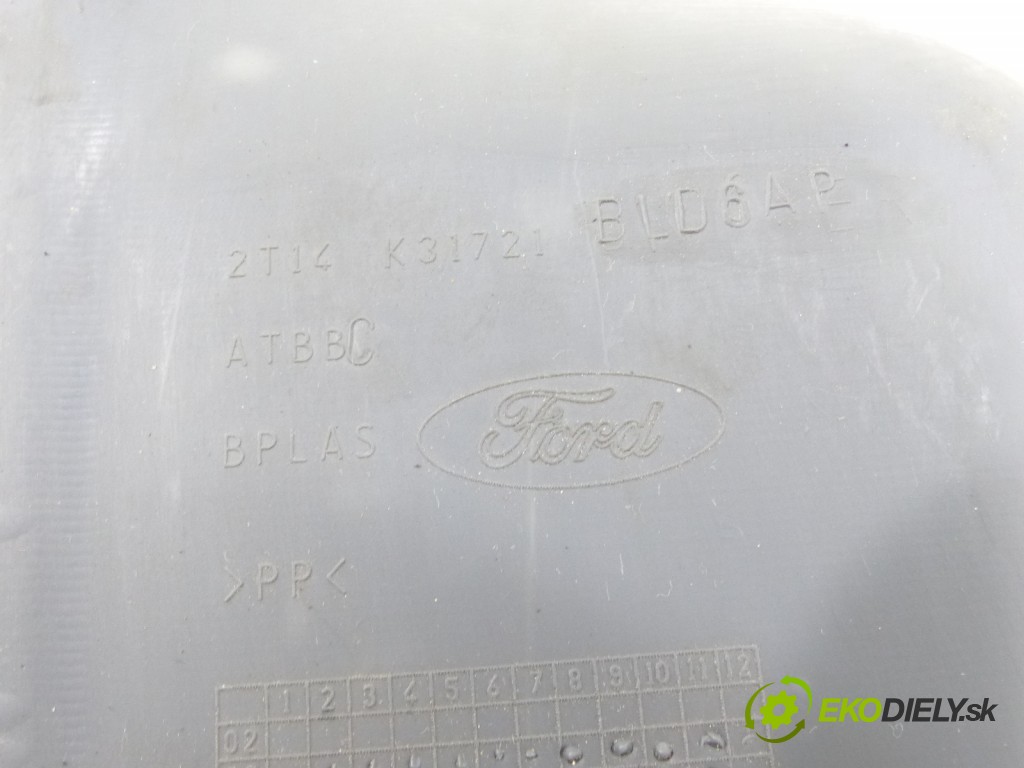 2T14 K31721 BLD6AP
ATBBC
BPLAS
Ford
>PP<
1 2 3 4 5 6 7 8 9 10 11 12
02
EKODIELY.sk